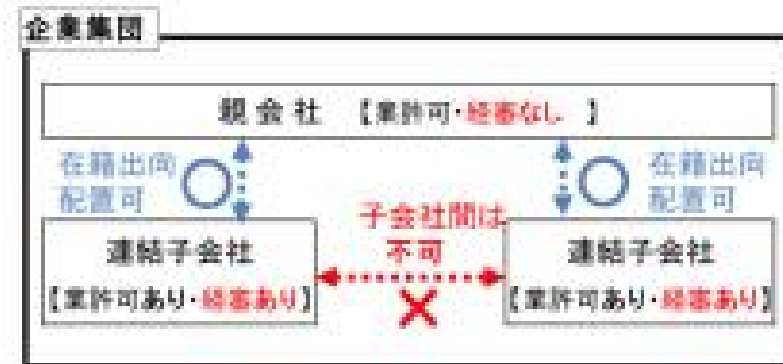 企業集団
親会社 【業許可・経審なし 】
在籍出向
配置可
在籍出向
配置可
子会社間は
不可
連結子会社
【業許可あり・経審あり】
連結子会社
【業許可あり・経審あり】